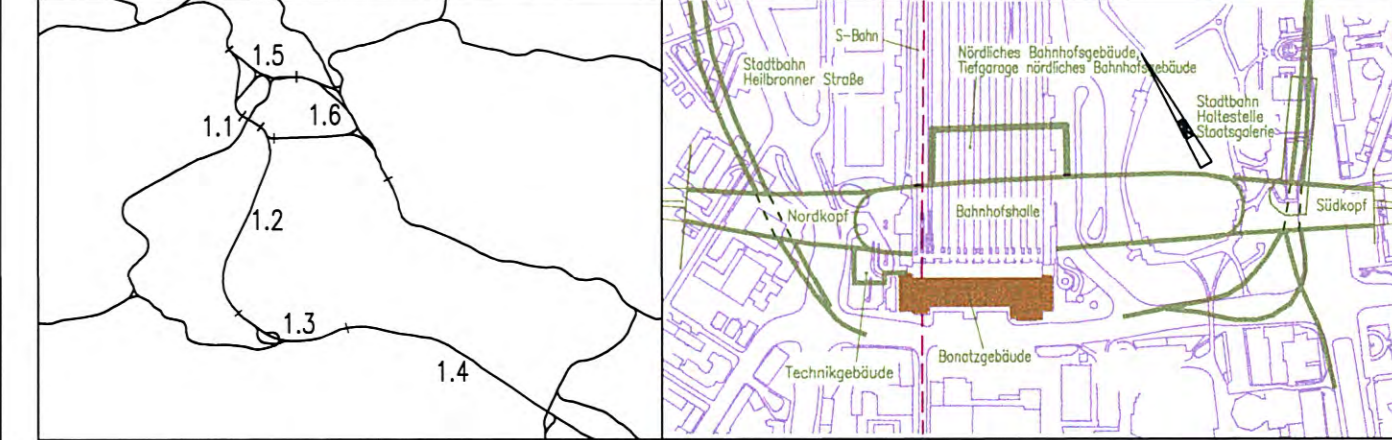 1.5
1.6
1.1
1.2
1.3
1.4
S-Bahn
Stadtbahn
Heilbronner Straße
Nördliches Bahnhofsgebäude,
Tiefgarage nördliches Bahnhofsgebäude
Stadtbahn
Haltestelle
Staatsgalerie
Nordkopf
Bahnhofshalle
Südkopf
Technikgebäude
Bonatzgebäude